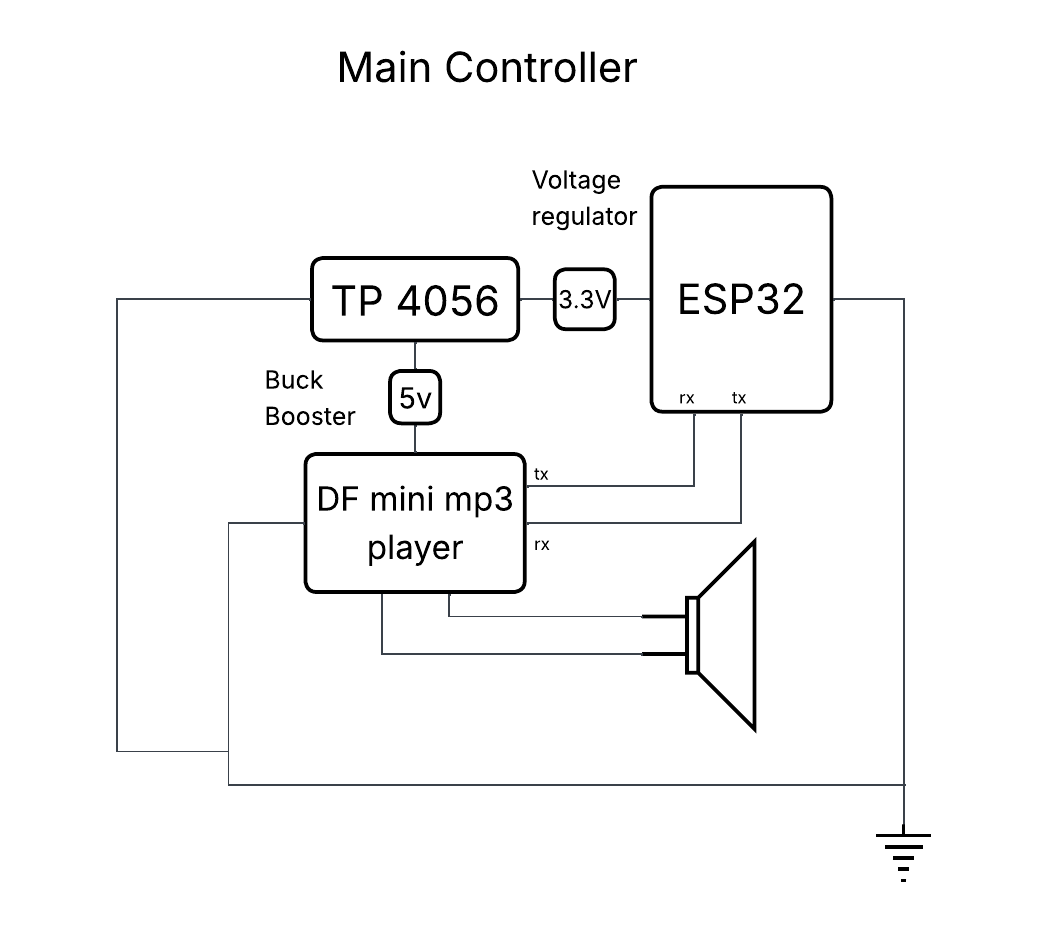 Main Controller
Voltage
regulator
TP 4056
3.3V
ESP32
Buck
Booster
5v
rx
tx
tx
DF mini mp3
player
rx